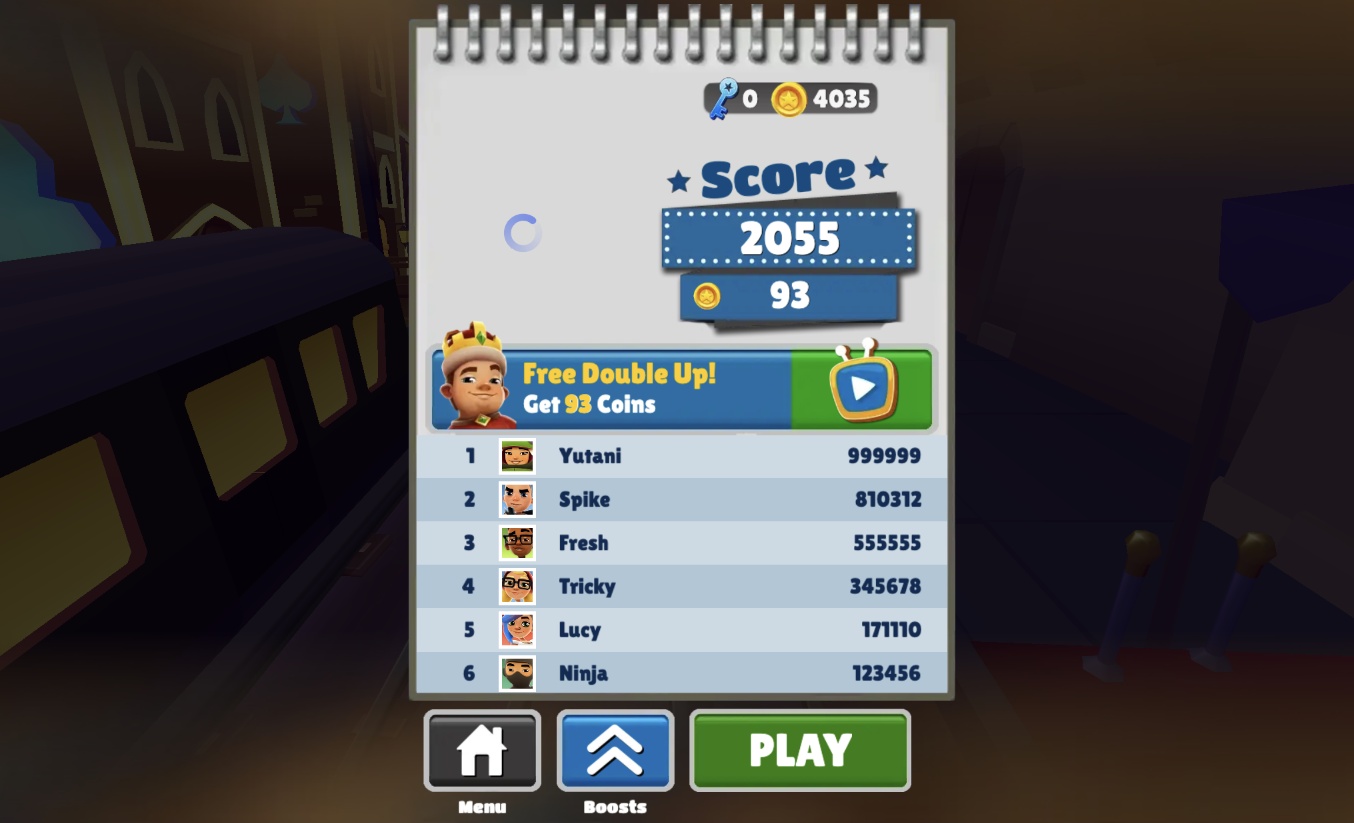 0 4035
Score
2055
93
Free Double Up!
Get 93 Coins
1 Yutani 999999
2 Spike 810312
3 Fresh 555555
4 Tricky 345678
5 Lucy 171110
6 Ninja 123456
PLAY
Menu Boosts